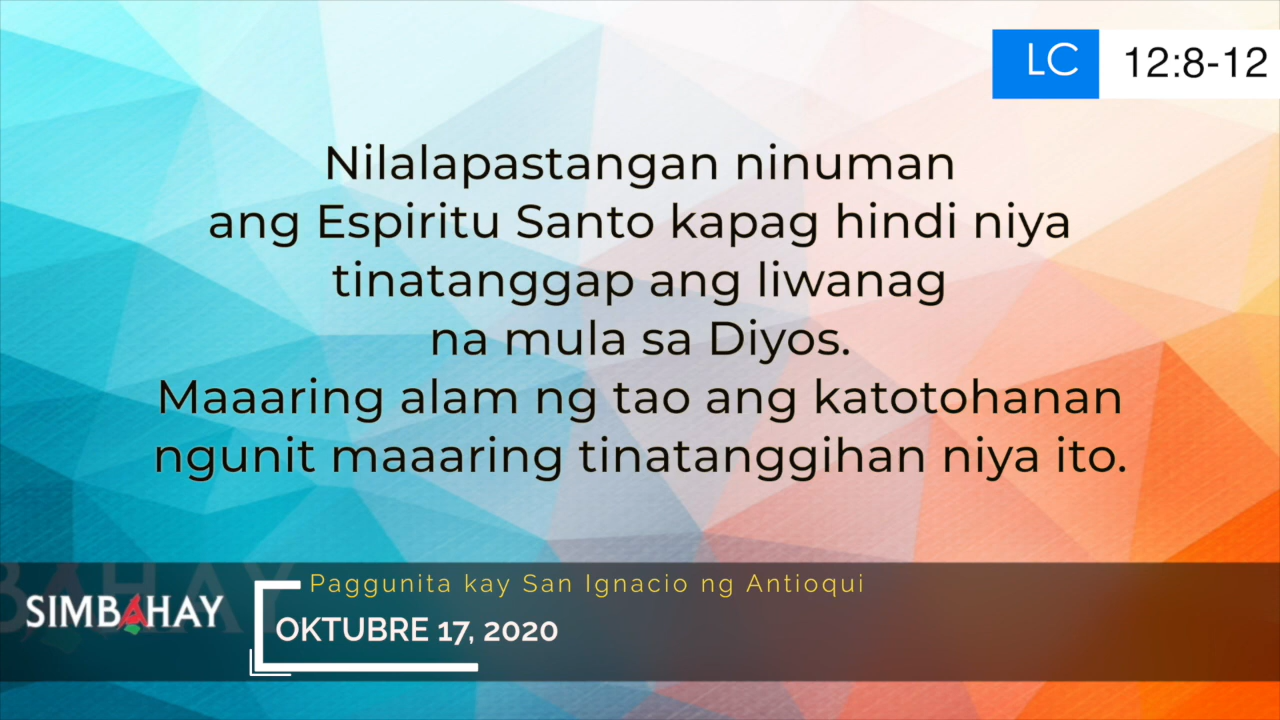 LC 12:8-12
Nilalapastangan ninuman
ang Espiritu Santo kapag hindi niya
tinatanggap ang liwanag
na mula sa Diyos.
Maaaring alam ng tao ang katotohanan
ngunit maaaring tinatanggihan niya ito.
Paggunita kay San Ignacio ng Antioqui
SIMBAHAY
OKTUBRE 17, 2020